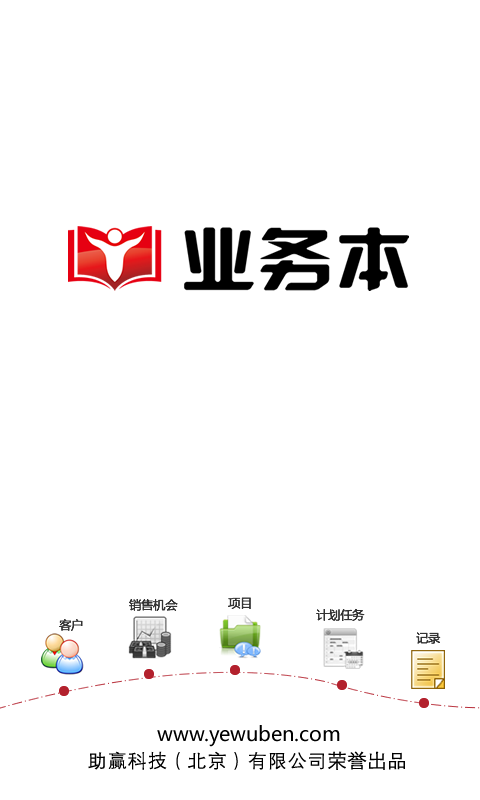 业务本
客户
销售机会
项目
计划任务
记录
www.yewuben.com
助赢科技（北京）有限公司荣誉出品